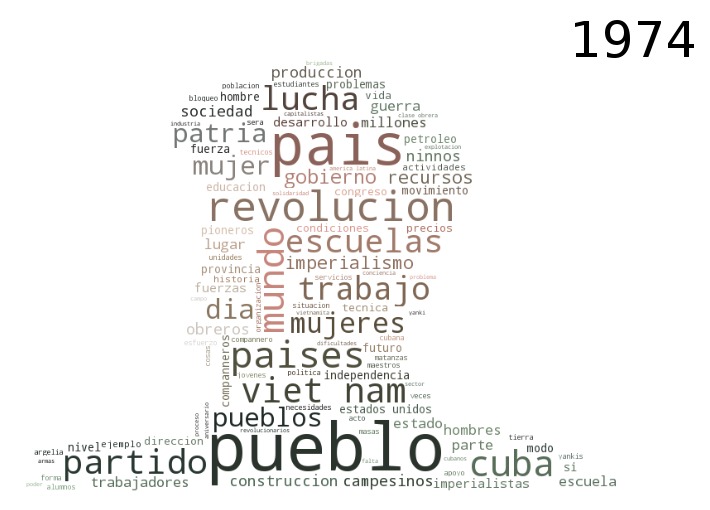 1974
brigadas
produccion
poblacion estudiantes problemas
bloqueo hombre lucha vida
sociedad capitalistas guerra
industria sera desarrollo millones clase obrera
patria pais petroleo
fuerza tecnicos ninnos explotacion
mujer america latina actividades
gobierno recursos
educacion solidaridad congreso movimiento
revolucion
pioneros condiciones precios
lugar mundo escuelas
unidades imperialismo
provincia servicios conciencia problema
historia
fuerzas trabajo
campo organizacion situacion
dia vietnamita tecnica yanki
obreros mujeres
esfuerzo companneros compannero dificultades cubana
cosas paises futuro
matanzas
jovenes politica maestros
independencia
viet nam sector
veces
proceso aniversario necesidades estados unidos
pueblos acto estado
revolucionarios masas hombres tierra
argelia nivel ejemplo direccion pueblo parte modo
armas partido falta cubanos cuba yankis
forma apoyo si
poder alumnos trabajadores construccion campesinos imperialistas escuela